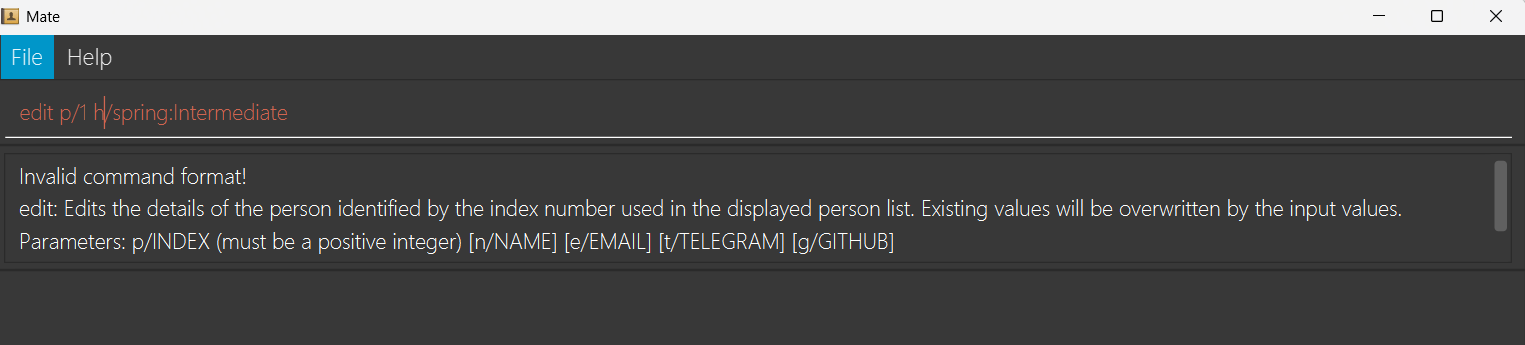 Mate
File Help
edit p/1 h/spring:Intermediate
Invalid command format!
edit: Edits the details of the person identified by the index number used in the displayed person list. Existing values will be overwritten by the input values.
Parameters: p/INDEX (must be a positive integer) [n/NAME] [e/EMAIL] [t/TELEGRAM] [g/GITHUB]